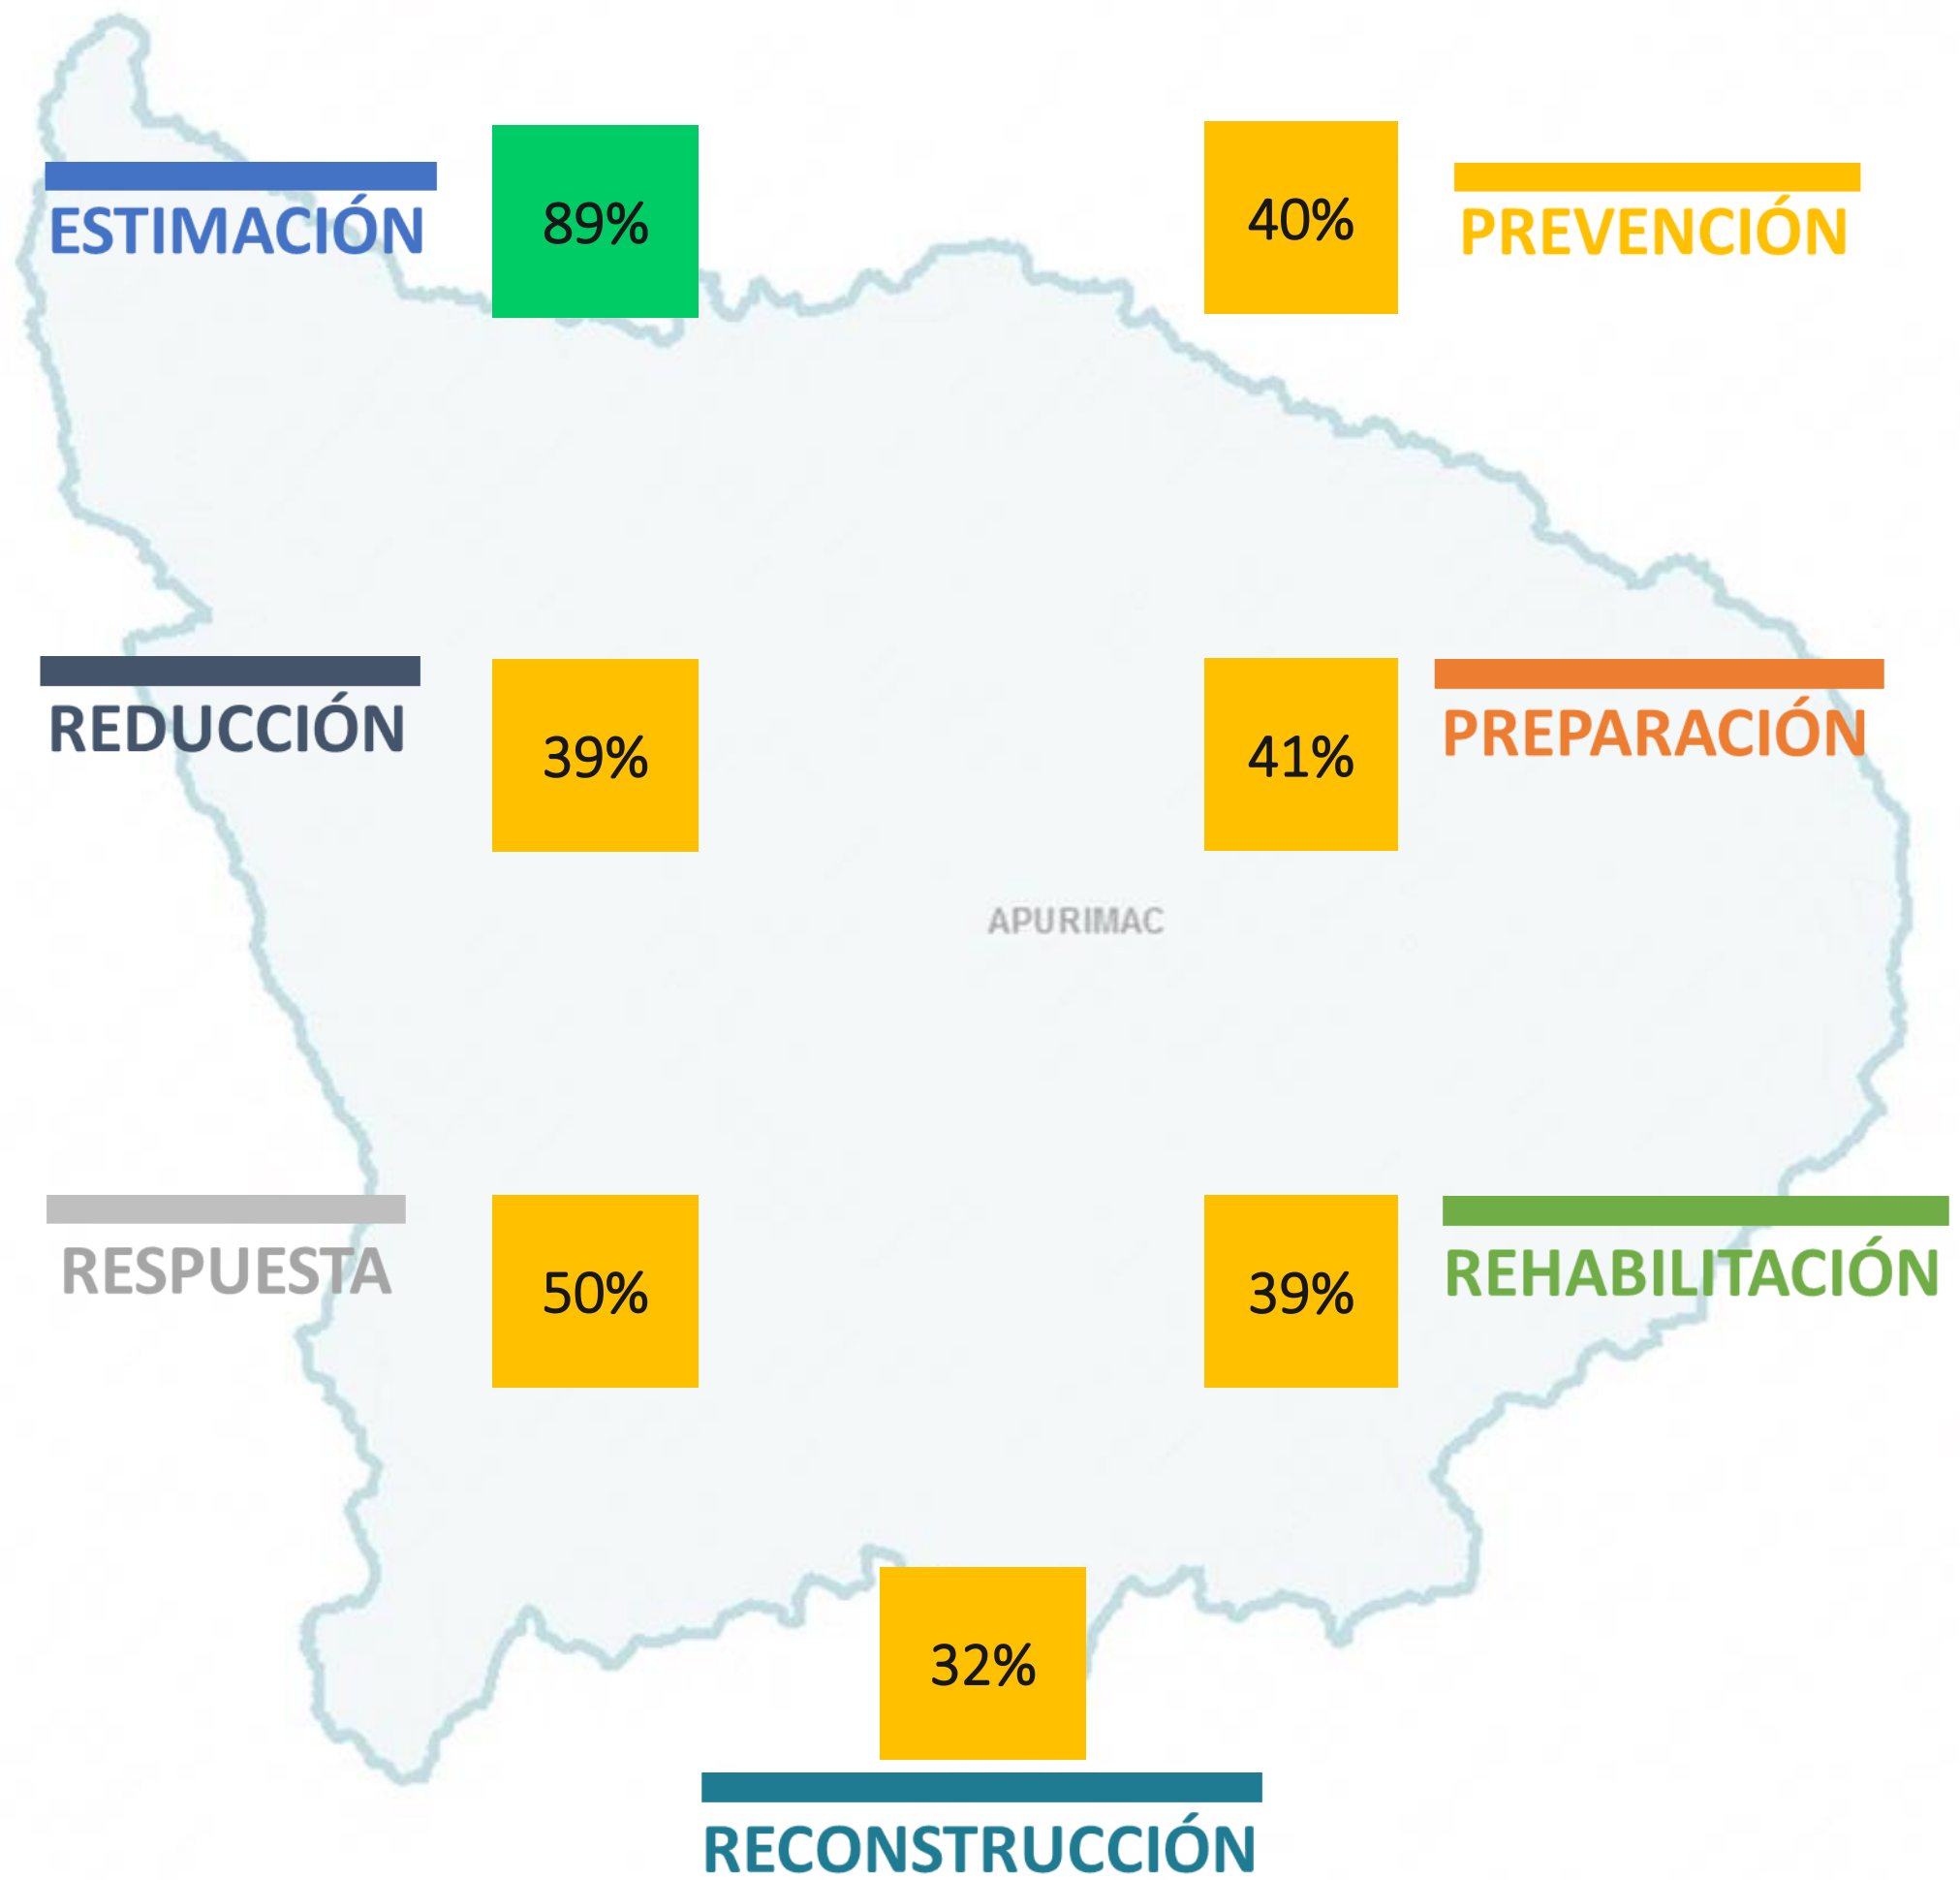 ESTIMACIÓN
89%
40%
PREVENCIÓN
REDUCCIÓN
39%
41%
PREPARACIÓN
APURIMAC
RESPUESTA
50%
39%
REHABILITACIÓN
32%
RECONSTRUCCIÓN